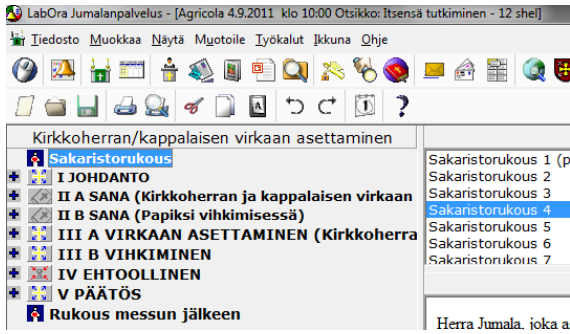 LabOra Jumalanpalvelus - [Agricola 4.9.2011 klo 10:00 Otsikko: Itsensä tutkiminen - 12 shel]
Tiedosto Muokkaa Näytä Muotoile Työkalut Ikkuna Ohje
Kirkkoherran/kappalaisen virkaan asettaminen
Sakaristorukous
I JOHDANTO
II A SANA (Kirkkoherran ja kappalaisen virkaan
II B SANA (Papiksi vihkimisessä)
III A VIRKAAN ASETTAMINEN (Kirkkoherra
III B VIHKIMINEN
IV EHTOOLLINEN
V PÄÄTÖS
Rukous messun jälkeen
Sakaristorukous 1 (p
Sakaristorukous 2
Sakaristorukous 3
Sakaristorukous 4
Sakaristorukous 5
Sakaristorukous 6
Sakaristorukous 7
Herra Jumala, joka a